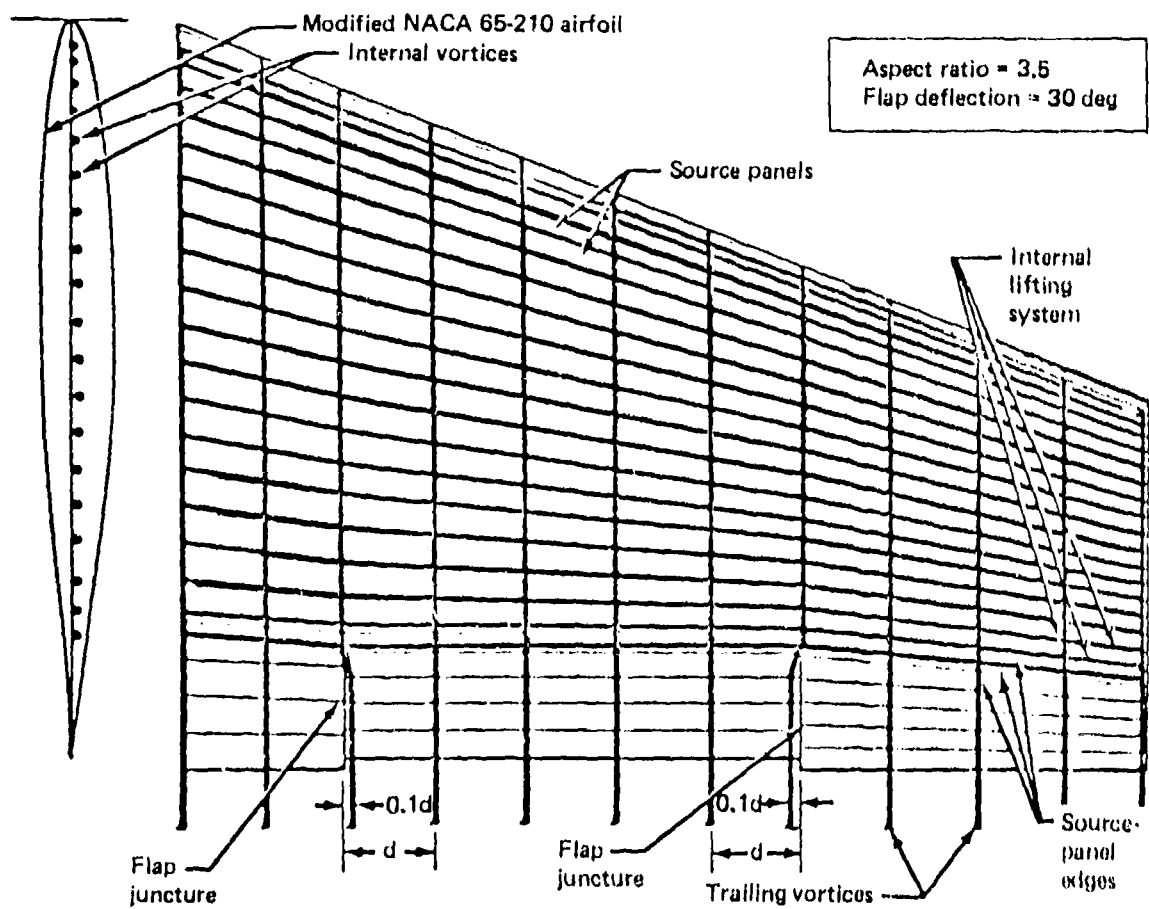 Modified NACA 65-210 airfoil
Internal vortices
Aspect ratio = 3.5
Flap deflection = 30 deg
Source panels
Internal
lifting
system
0.1d
0.1d
d
d
Flap
juncture
Flap
juncture
Trailing vortices
Source-
panel
edges